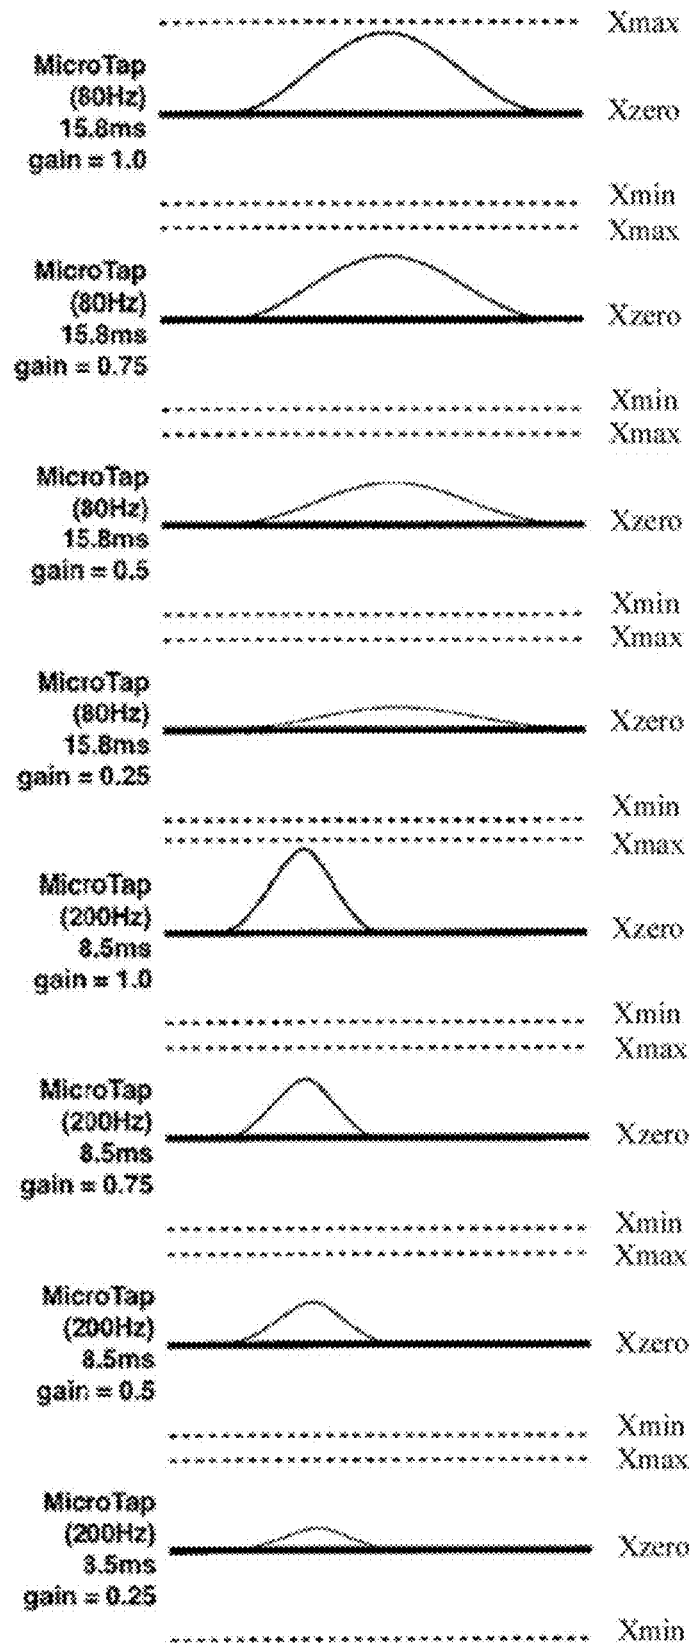 Xmax
MicroTap
(80Hz)
15.8ms
gain = 1.0
Xzero
Xmin
Xmax
MicroTap
(80Hz)
15.8ms
gain = 0.75
Xzero
Xmin
Xmax
MicroTap
(80Hz)
15.8ms
gain = 0.5
Xzero
Xmin
Xmax
MicroTap
(80Hz)
15.8ms
gain = 0.25
Xzero
Xmin
Xmax
MicroTap
(200Hz)
8.5ms
gain = 1.0
Xzero
Xmin
Xmax
MicroTap
(200Hz)
8.5ms
gain = 0.75
Xzero
Xmin
Xmax
MicroTap
(200Hz)
8.5ms
gain = 0.5
Xzero
Xmin
Xmax
MicroTap
(200Hz)
8.5ms
gain = 0.25
Xzero
Xmin